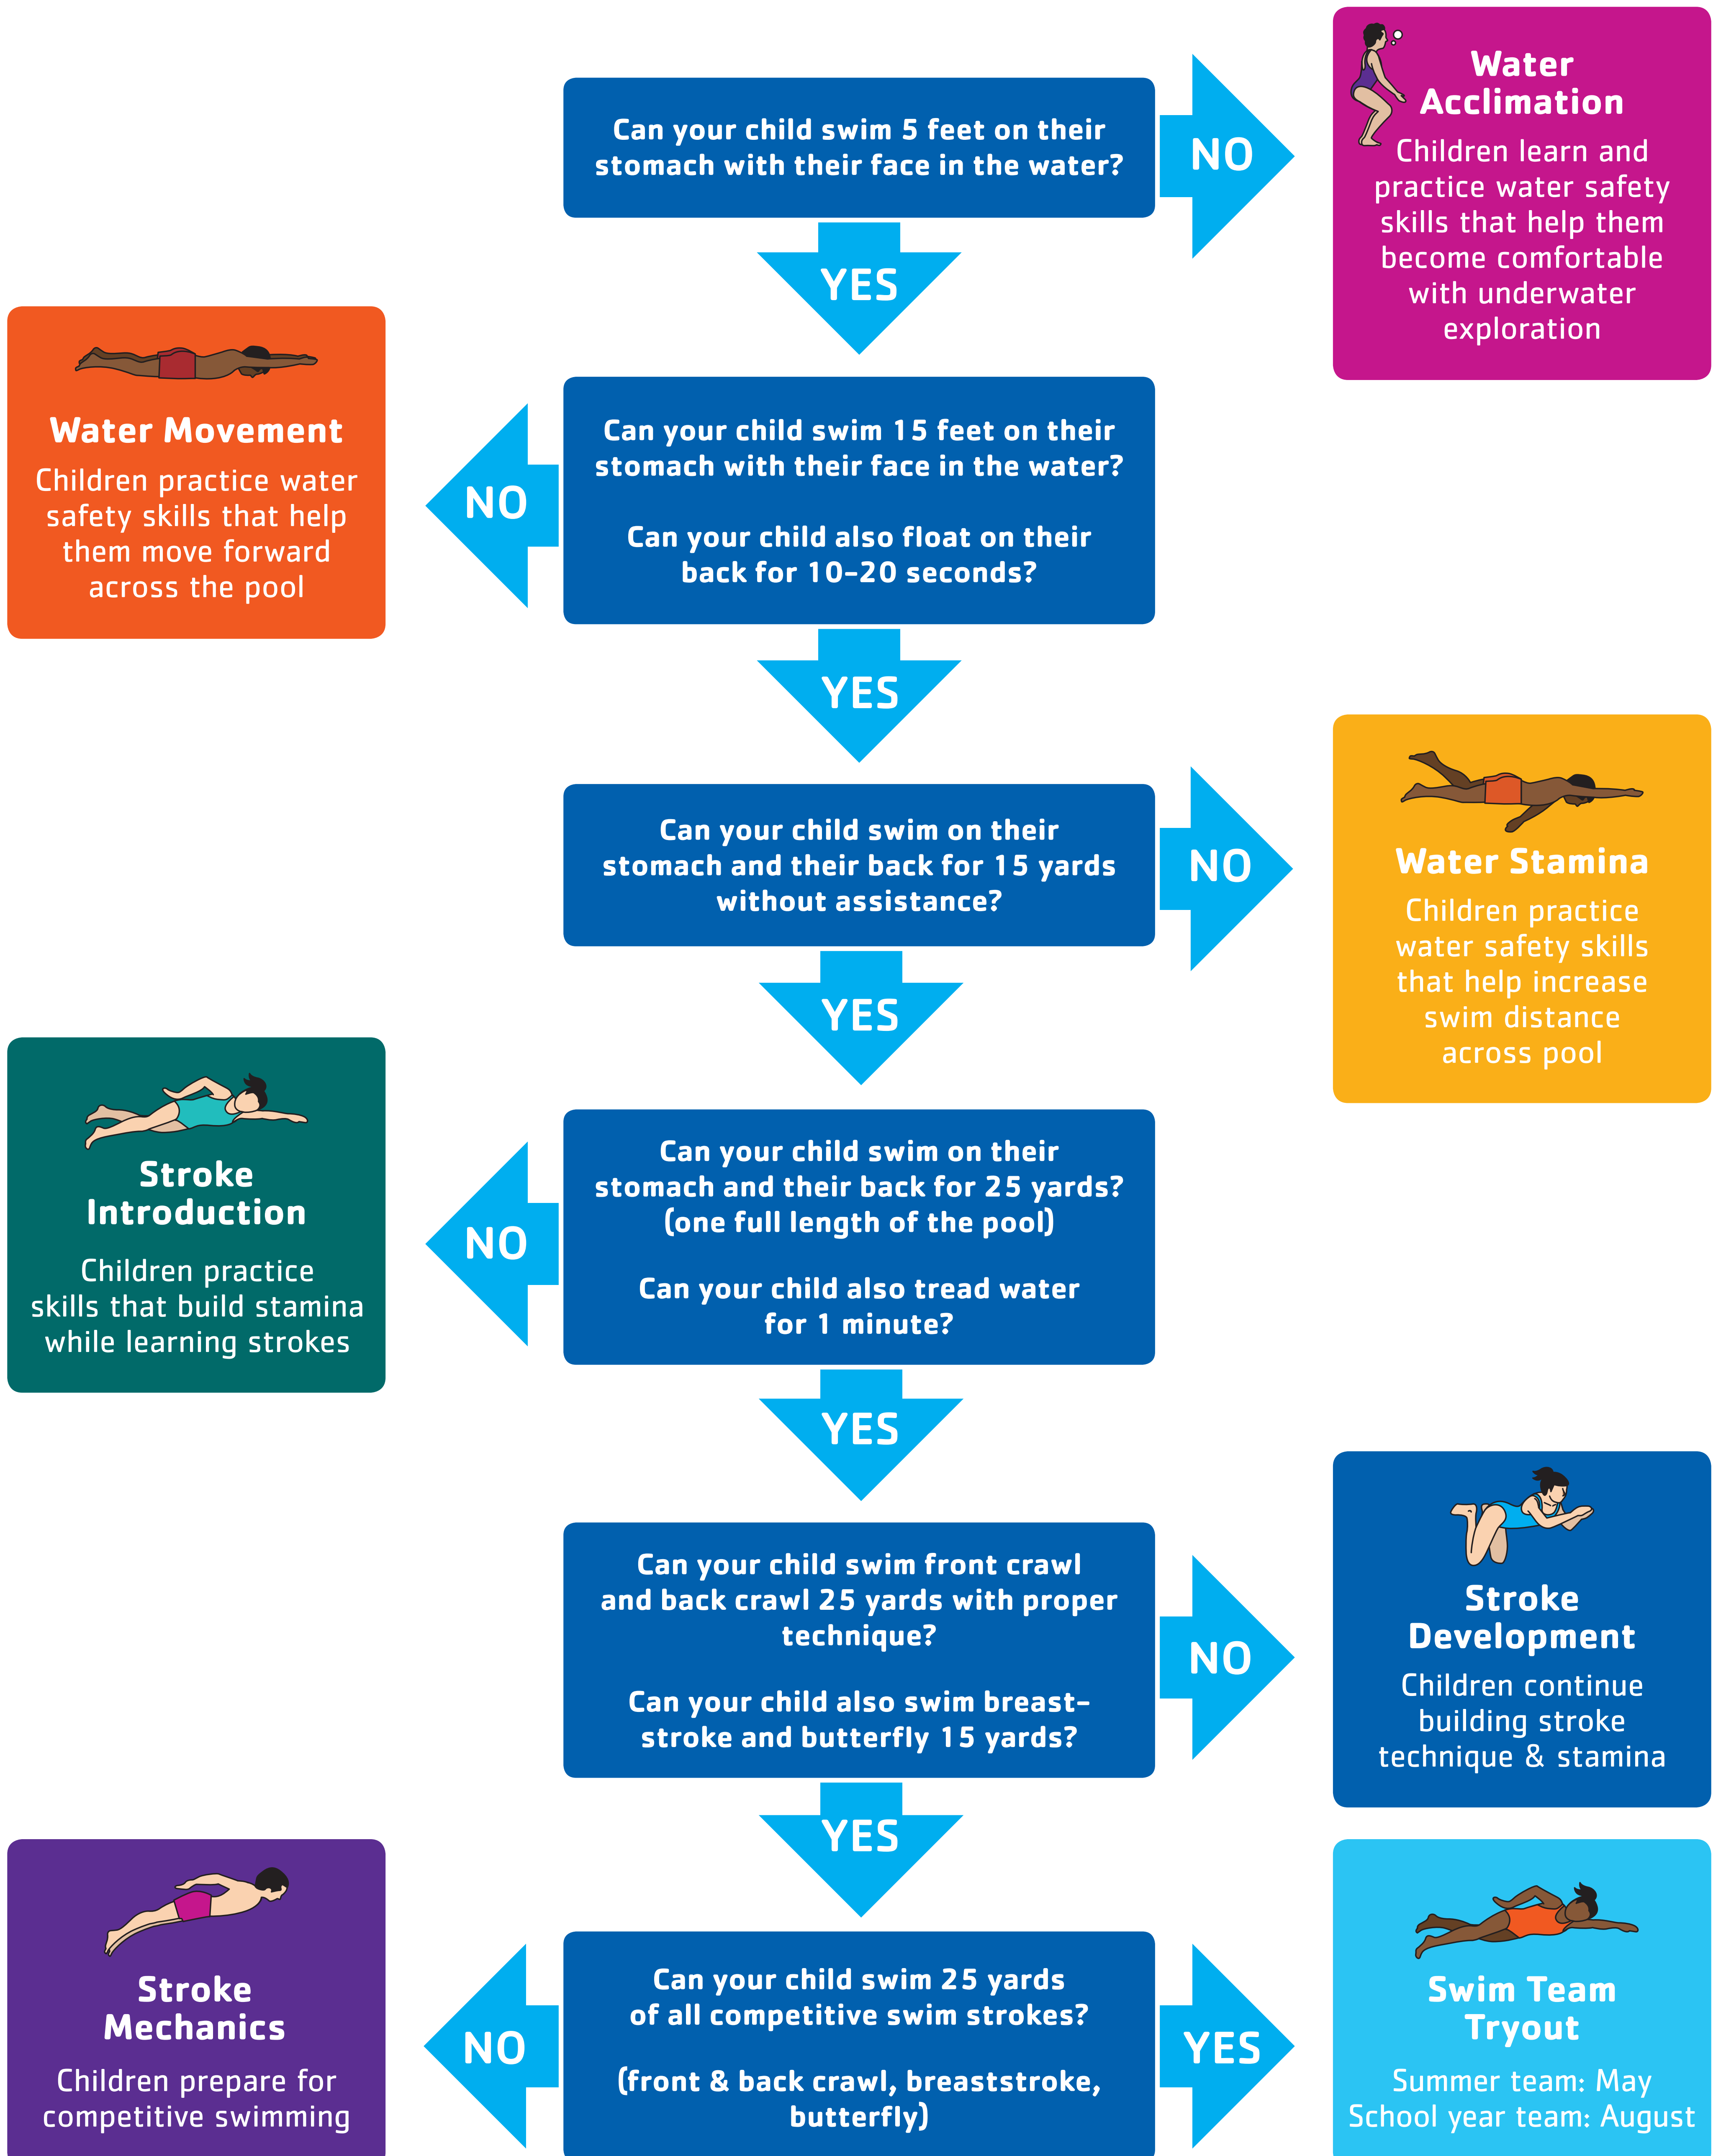 Can your child swim 5 feet on their
stomach with their face in the water?
NO
Water
Acclimation
Children learn and
practice water safety
skills that help them
become comfortable
with underwater
exploration
YES
Can your child swim 15 feet on their
stomach with their face in the water?
Can your child also float on their
back for 10-20 seconds?
NO
Water Movement
Children practice water
safety skills that help
them move forward
across the pool
YES
Can your child swim on their
stomach and their back for 15 yards
without assistance?
NO
Water Stamina
Children practice
water safety skills
that help increase
swim distance
across pool
YES
Can your child swim on their
stomach and their back for 25 yards?
(one full length of the pool)
Can your child also tread water
for 1 minute?
NO
Stroke
Introduction
Children practice
skills that build stamina
while learning strokes
YES
Can your child swim front crawl
and back crawl 25 yards with proper
technique?
Can your child also swim breast-
stroke and butterfly 15 yards?
NO
Stroke
Development
Children continue
building stroke
technique & stamina
YES
Can your child swim 25 yards
of all competitive swim strokes?
(front & back crawl, breaststroke,
butterfly)
NO
Stroke
Mechanics
Children prepare for
competitive swimming
YES
Swim Team
Tryout
Summer team: May
School year team: August